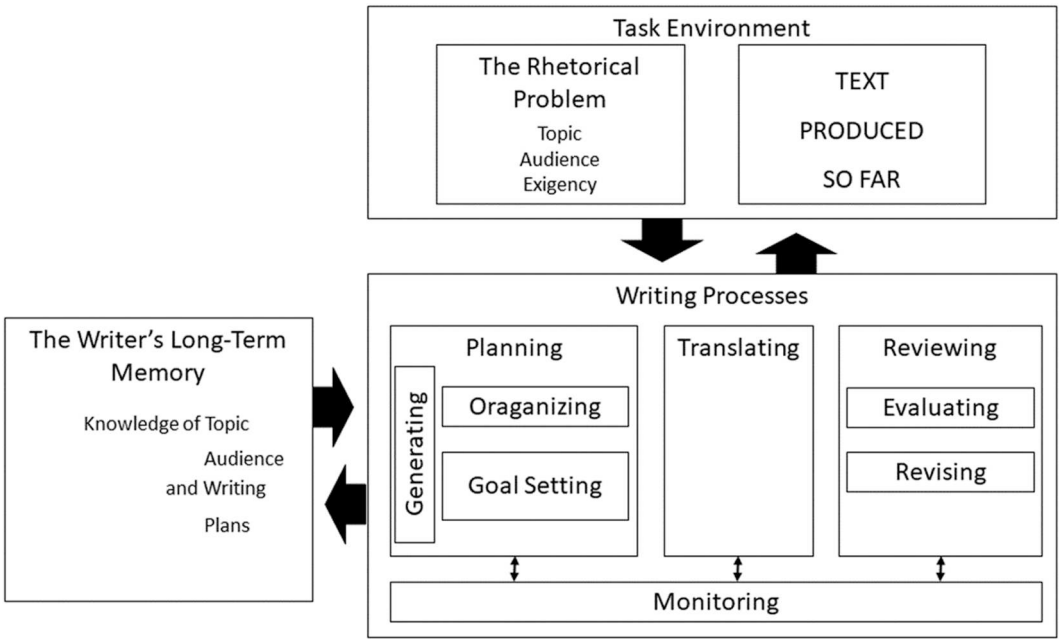 Task Environment
The Rhetorical
Problem
Topic
Audience
Exigency
TEXT
PRODUCED
SO FAR
The Writer's Long-Term
Memory
Knowledge of Topic
Audience
and Writing
Plans
Writing Processes
Planning
Generating
Oraganizing
Goal Setting
Translating
Reviewing
Evaluating
Revising
Monitoring